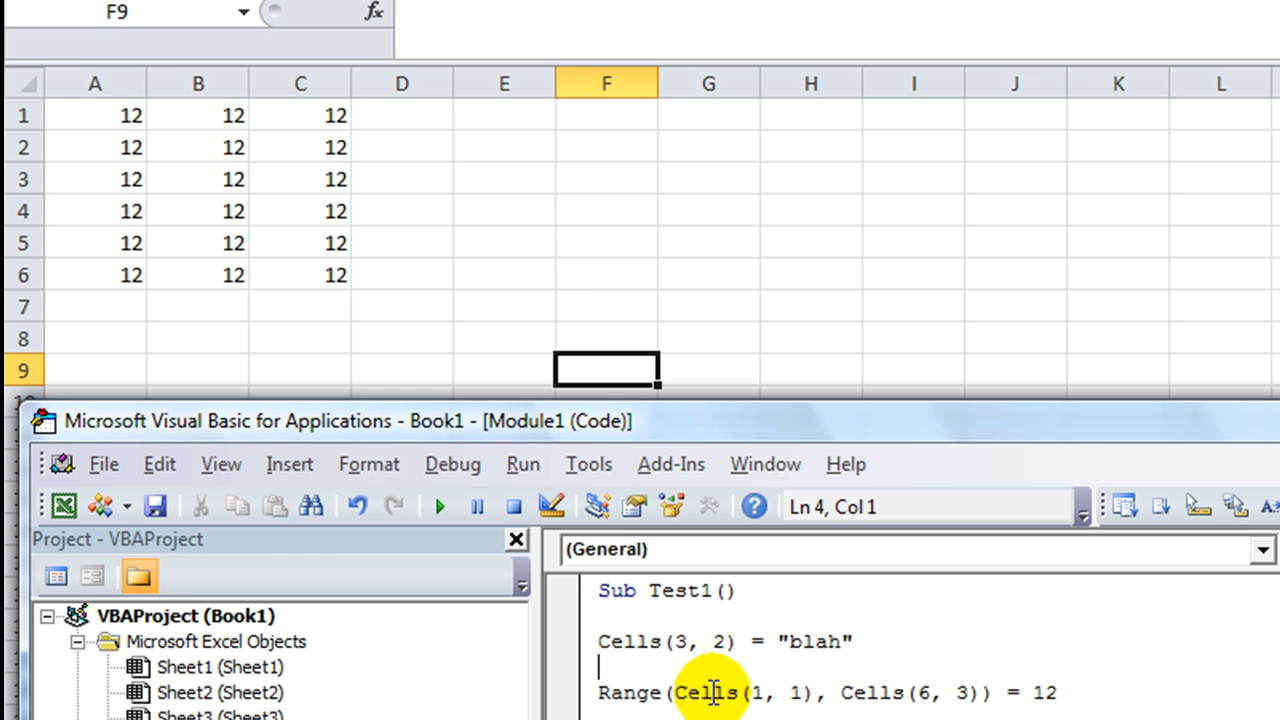 F9 fx
A B C D E F G H I J K L
1 12 12 12
2 12 12 12
3 12 12 12
4 12 12 12
5 12 12 12
6 12 12 12
7
8
9
Microsoft Visual Basic for Applications - Book1 - [Module1 (Code)]
File Edit View Insert Format Debug Run Tools Add-Ins Window Help
Ln 4, Col 1
Project - VBAProject
(General)
VBAProject (Book1)
Microsoft Excel Objects
Sheet1 (Sheet1)
Sheet2 (Sheet2)
Sheet3 (Sheet3)
Sub Test1()
Cells(3, 2) = "blah"
Range(Cells(1, 1), Cells(6, 3)) = 12